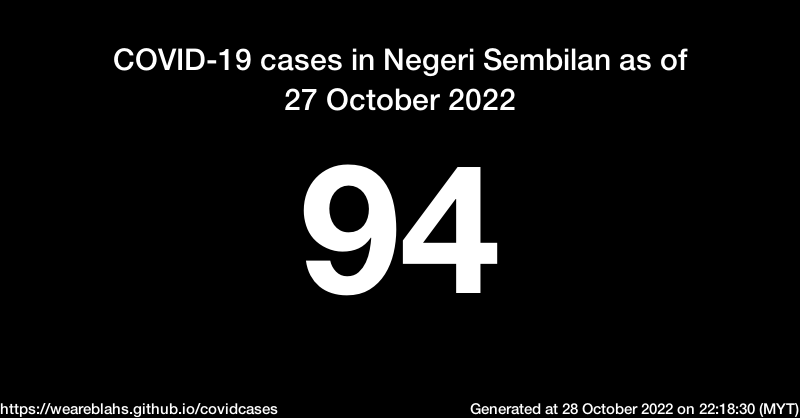 COVID-19 cases in Negeri Sembilan as of
27 October 2022
94
https://weareblahs.github.io/covidcases
Generated at 28 October 2022 on 22:18:30 (MYT)